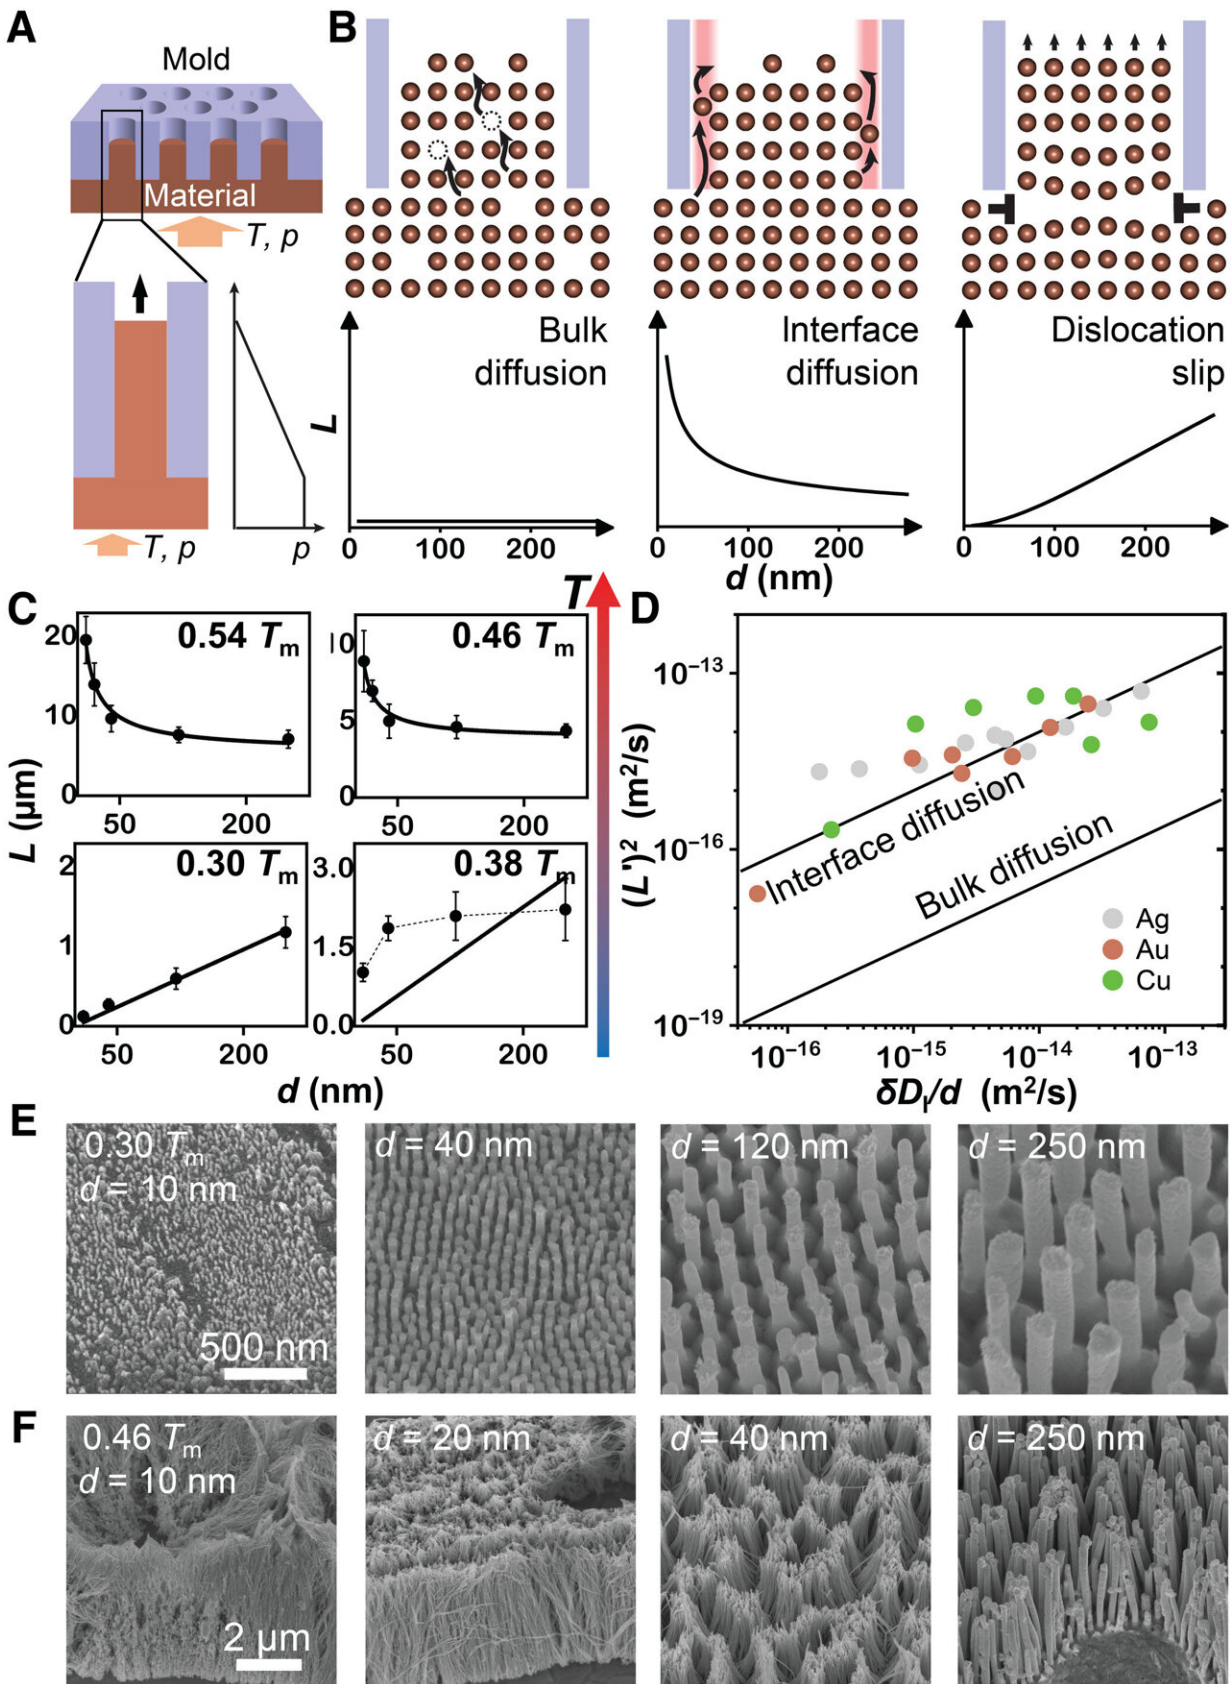 A
Mold
Material
T, p
T, p
p
B
Bulk
diffusion
Interface
diffusion
Dislocation
slip
L
0 100 200
0 100 200
0 100 200
d (nm)
C
T
0.54 Tm
20
10
0
50 200
0.46 Tm
10
5
0
50 200
L (µm)
0.30 Tm
2
1
0
50 200
0.38 Tm
3.0
1.5
0.0
50 200
d (nm)
D
(L')² (m²/s)
10⁻¹³
10⁻¹⁶
10⁻¹⁹
Interface diffusion
Bulk diffusion
Ag
Au
Cu
10⁻¹⁶ 10⁻¹⁵ 10⁻¹⁴ 10⁻¹³
δDI/d (m²/s)
E
0.30 Tm
d = 10 nm
500 nm
d = 40 nm
d = 120 nm
d = 250 nm
F
0.46 Tm
d = 10 nm
2 µm
d = 20 nm
d = 40 nm
d = 250 nm